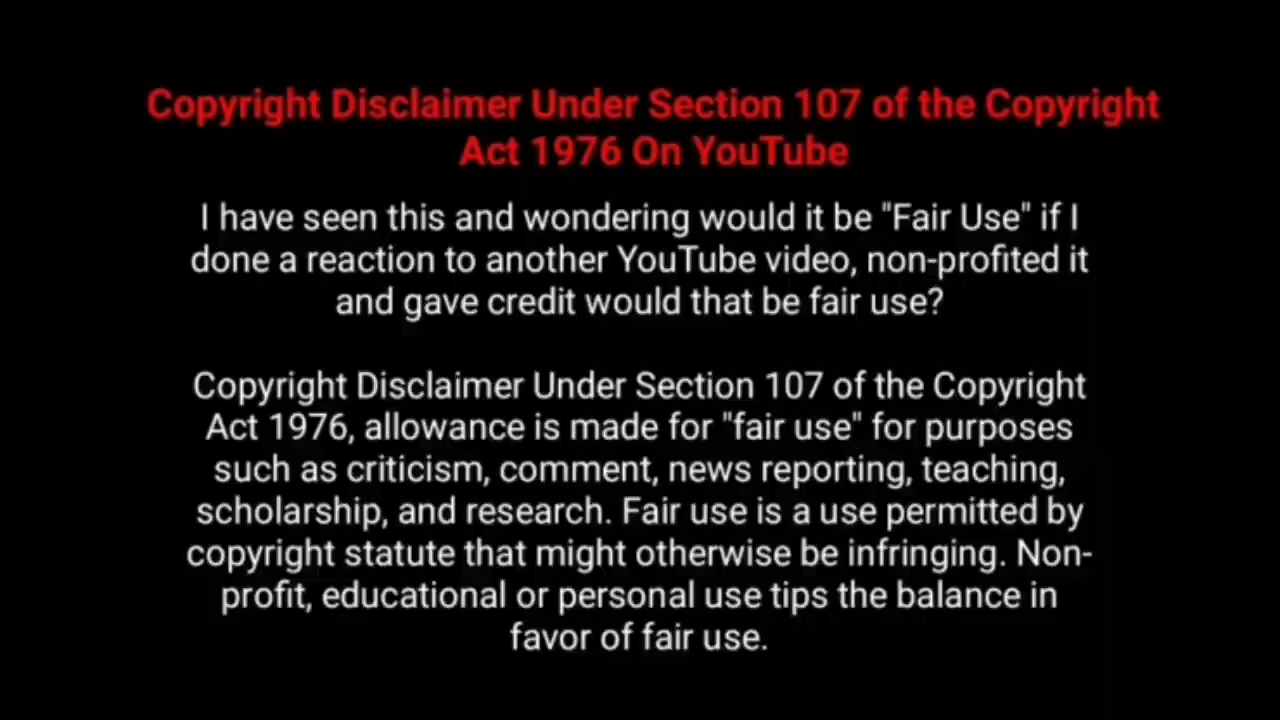 Copyright Disclaimer Under Section 107 of the Copyright
Act 1976 On YouTube
I have seen this and wondering would it be "Fair Use" if I
done a reaction to another YouTube video, non-profited it
and gave credit would that be fair use?
Copyright Disclaimer Under Section 107 of the Copyright
Act 1976, allowance is made for "fair use" for purposes
such as criticism, comment, news reporting, teaching,
scholarship, and research. Fair use is a use permitted by
copyright statute that might otherwise be infringing. Non-
profit, educational or personal use tips the balance in
favor of fair use.